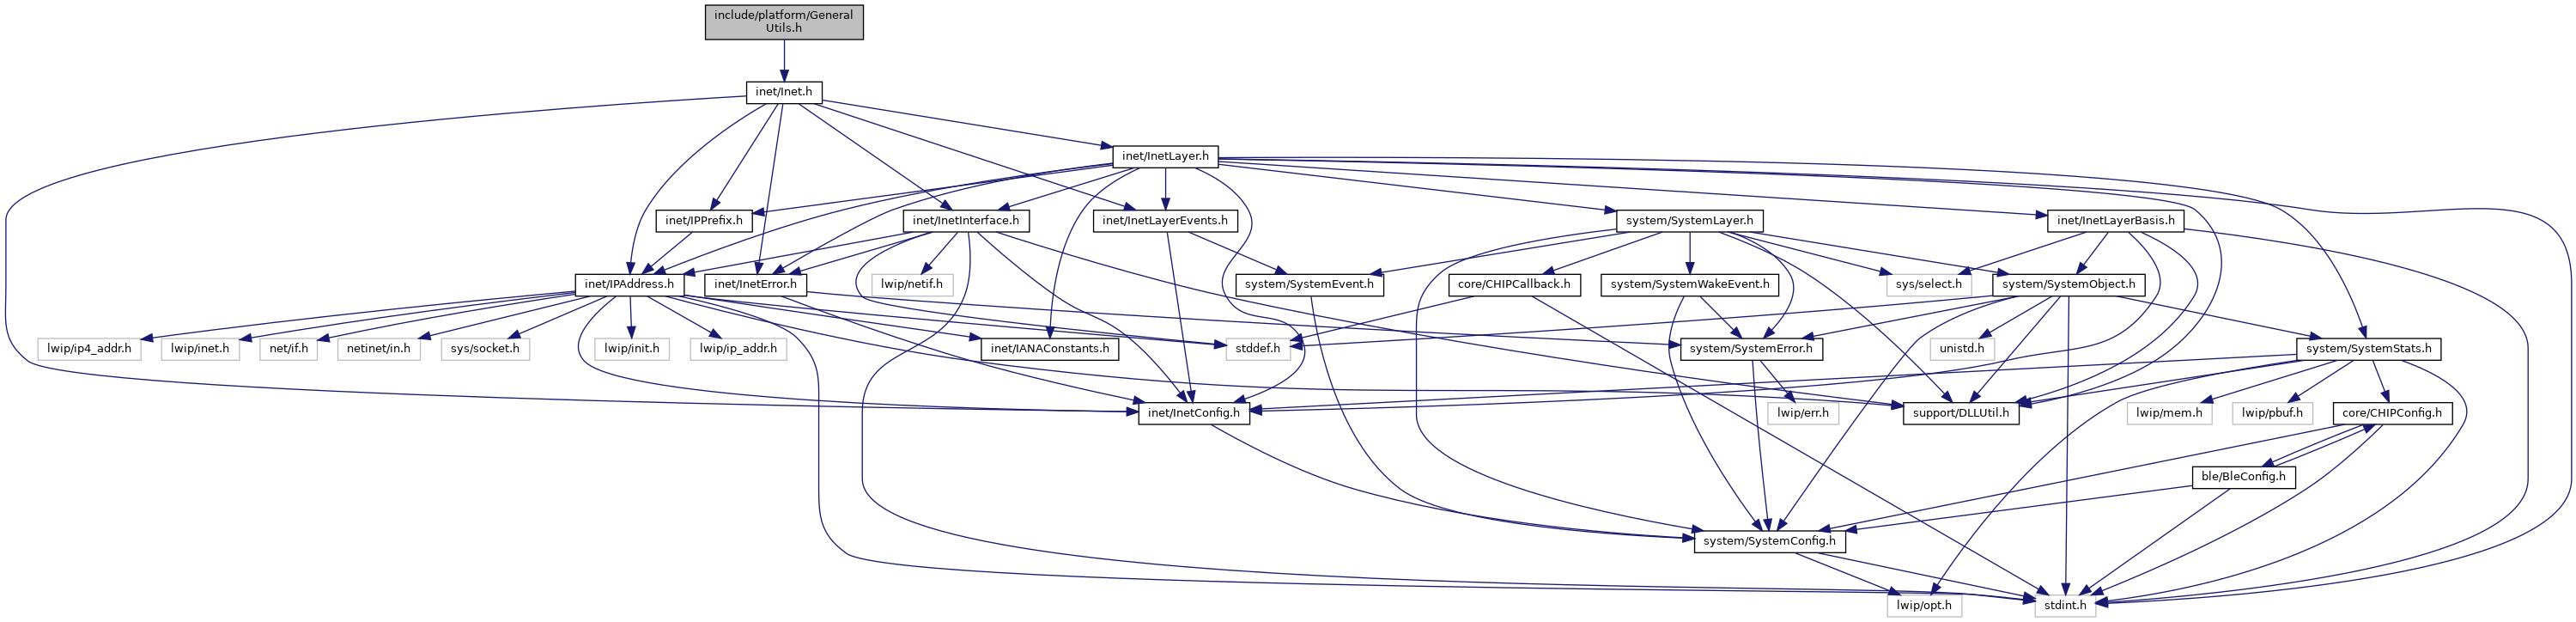 include/platform/General
Utils.h
inet/Inet.h
inet/InetLayer.h
inet/IPPrefix.h
inet/InetInterface.h
inet/InetLayerEvents.h
system/SystemLayer.h
inet/InetLayerBasis.h
inet/IPAddress.h
inet/InetError.h
lwip/netif.h
system/SystemEvent.h
core/CHIPCallback.h
system/SystemWakeEvent.h
sys/select.h
system/SystemObject.h
lwip/ip4_addr.h
lwip/inet.h
net/if.h
netinet/in.h
sys/socket.h
lwip/init.h
lwip/ip_addr.h
inet/IANAConstants.h
stddef.h
system/SystemError.h
unistd.h
system/SystemStats.h
inet/InetConfig.h
lwip/err.h
support/DLLUtil.h
lwip/mem.h
lwip/pbuf.h
core/CHIPConfig.h
ble/BleConfig.h
system/SystemConfig.h
lwip/opt.h
stdint.h